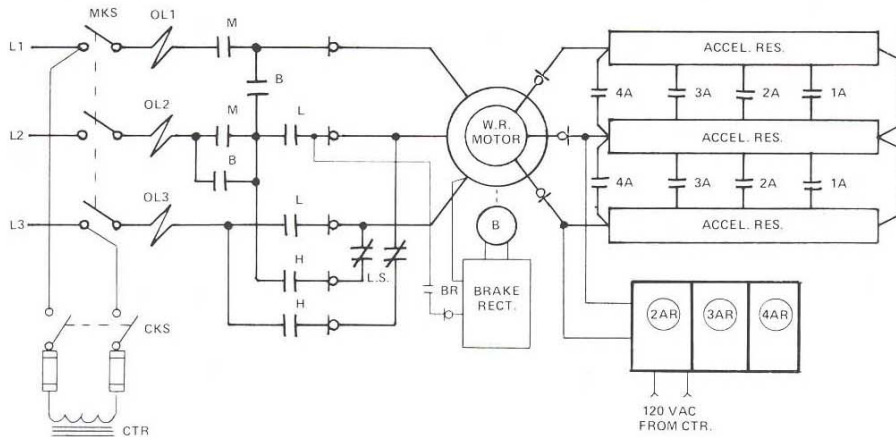 MKS
OL1
M
L1
B
OL2
M
L
L2
B
OL3
L
L3
H
L.S.
H
CKS
CTR
W.R.
MOTOR
B
BR
BRAKE
RECT.
ACCEL. RES.
4A
3A
2A
1A
ACCEL. RES.
4A
3A
2A
1A
ACCEL. RES.
2AR
3AR
4AR
120 VAC
FROM CTR.